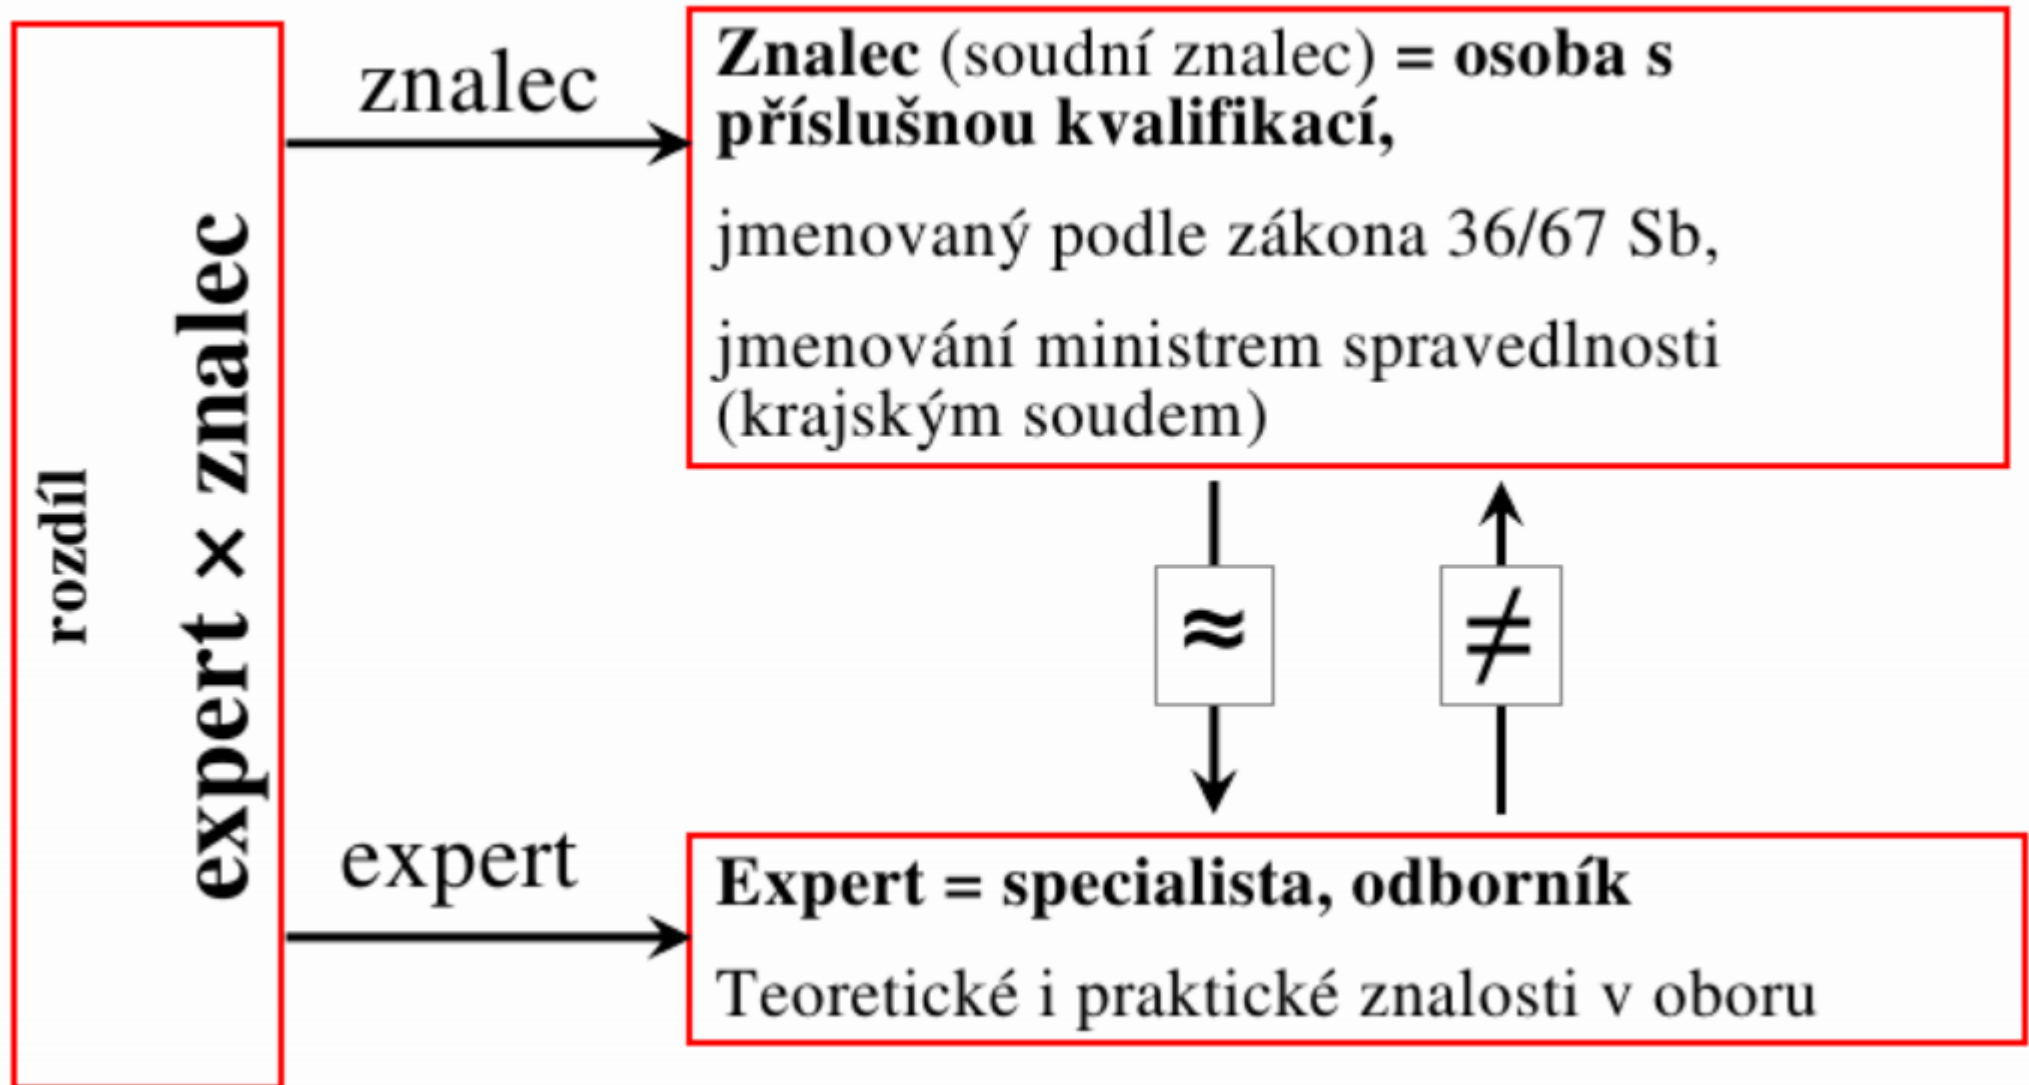 rozdíl
expert × znalec
znalec
Znalec (soudní znalec) = osoba s
příslušnou kvalifikací,
jmenovaný podle zákona 36/67 Sb,
jmenování ministrem spravedlnosti
(krajským soudem)
≈
≠
expert
Expert = specialista, odborník
Teoretické i praktické znalosti v oboru